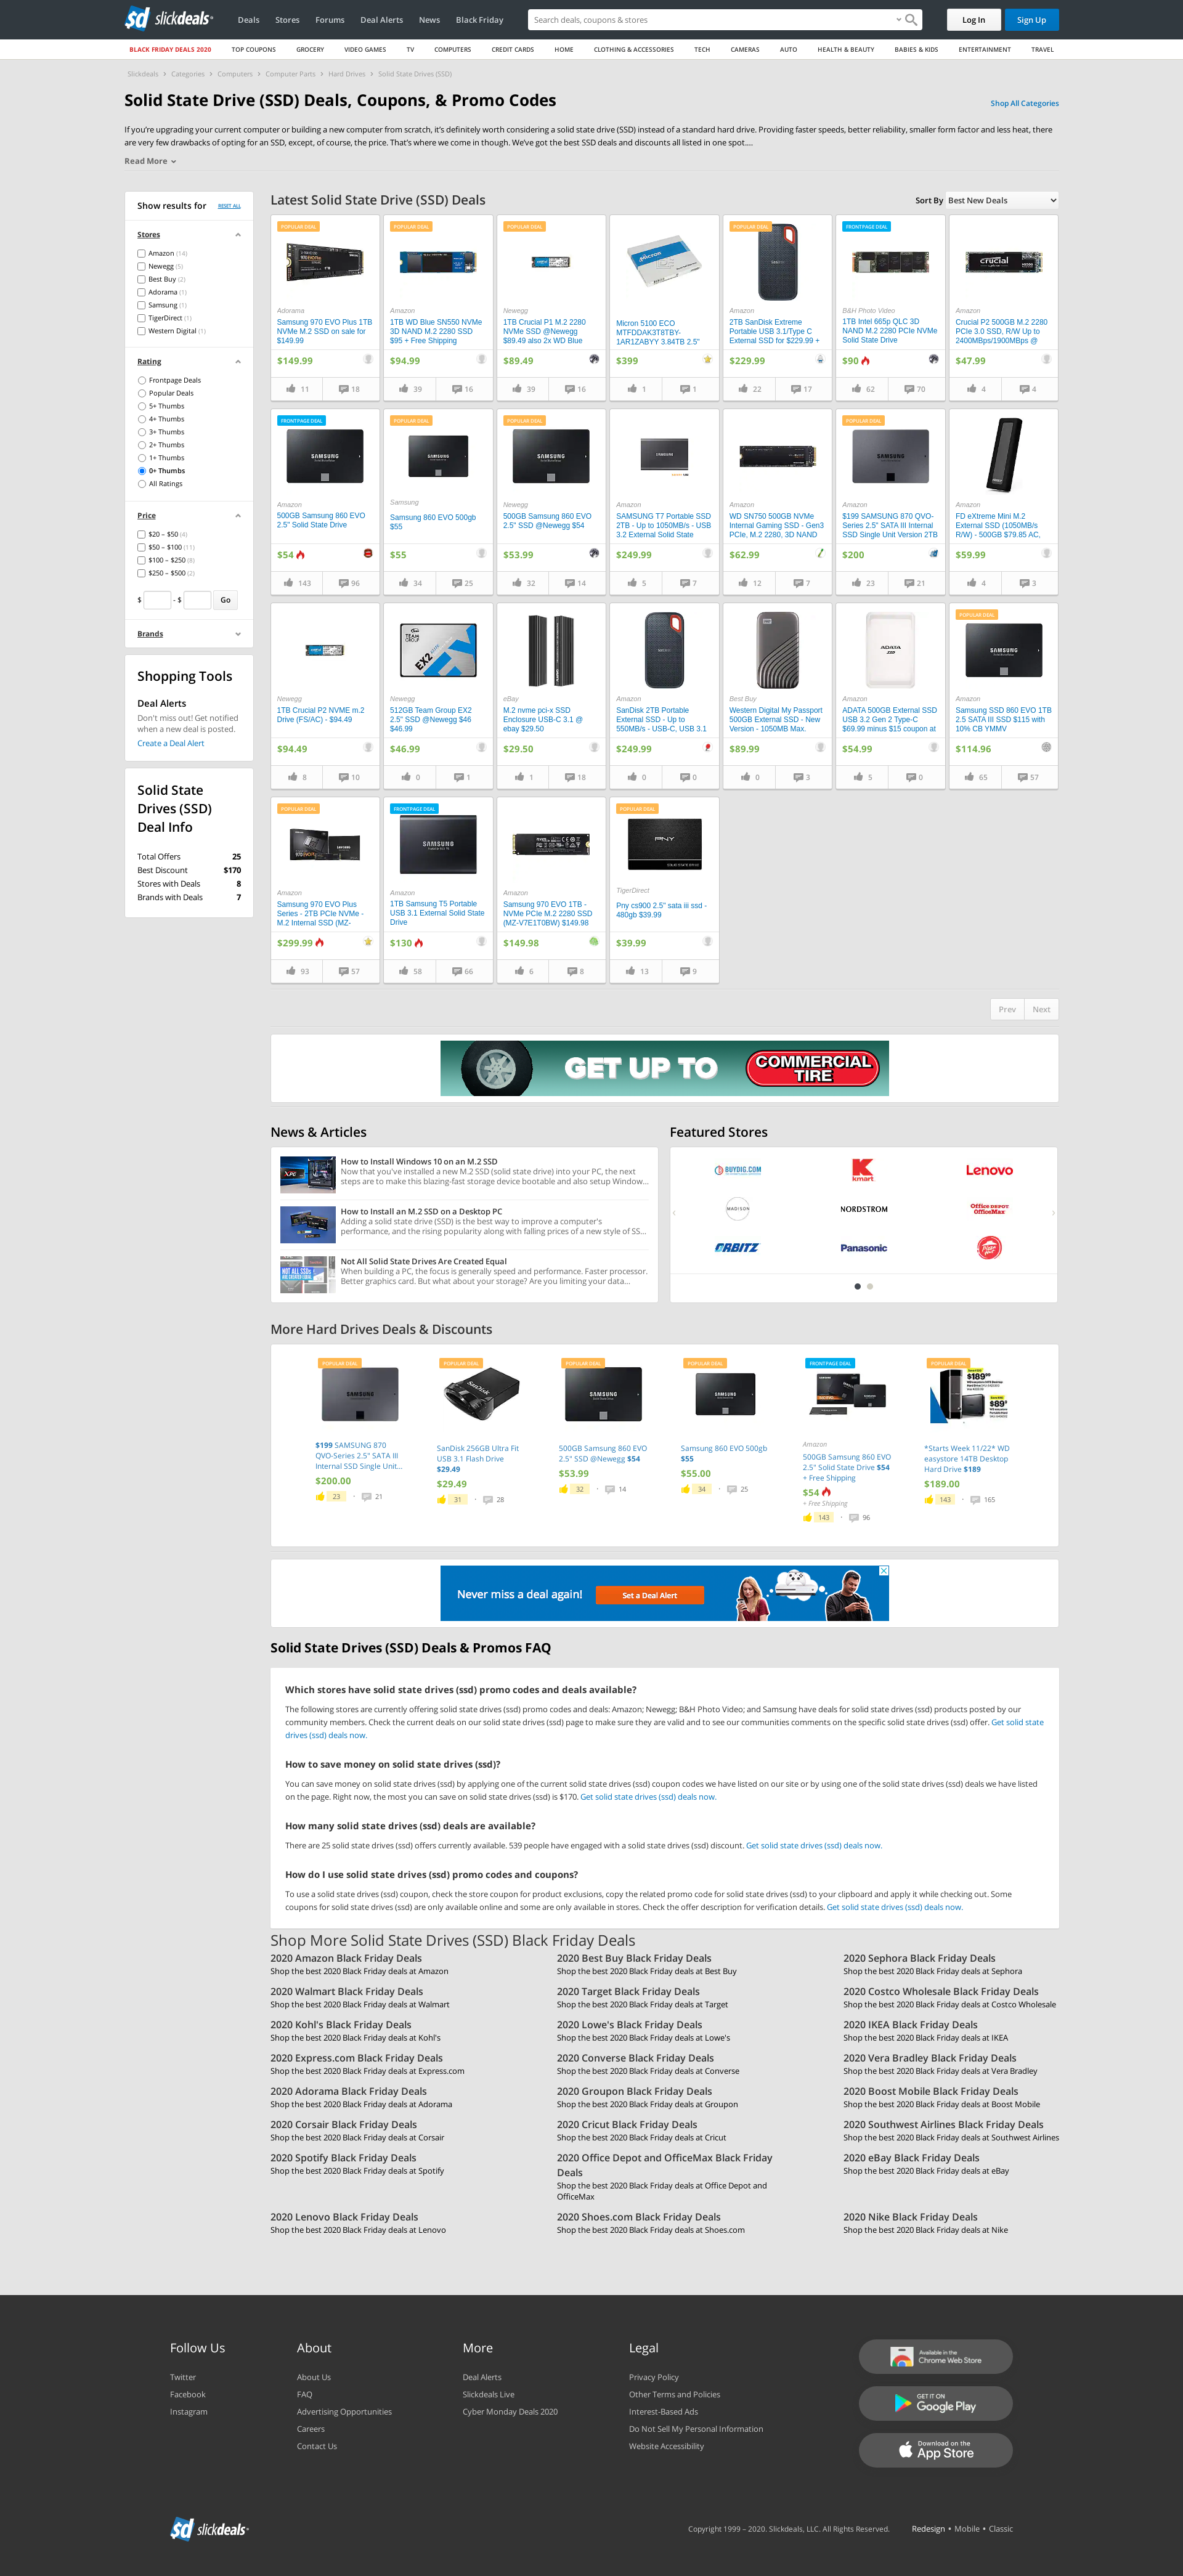 slickdeals
Deals Stores Forums Deal Alerts News Black Friday
Search deals, coupons & stores
Log In Sign Up
BLACK FRIDAY DEALS 2020 TOP COUPONS GROCERY VIDEO GAMES TV COMPUTERS CREDIT CARDS HOME CLOTHING & ACCESSORIES TECH CAMERAS AUTO HEALTH & BEAUTY BABIES & KIDS ENTERTAINMENT TRAVEL
Slickdeals > Categories > Computers > Computer Parts > Hard Drives > Solid State Drives (SSD)
Solid State Drive (SSD) Deals, Coupons, & Promo Codes
Shop All Categories
If you're upgrading your current computer or building a new computer from scratch, it's definitely worth considering a solid state drive (SSD) instead of a standard hard drive. Providing faster speeds, better reliability, smaller form factor and less heat, there
are very few drawbacks of opting for an SSD, except, of course, the price. That's where we come in though. We've got the best SSD deals and discounts all listed in one spot....
Read More
Show results for RESET ALL
Stores
Amazon (14)
Newegg (5)
Best Buy (2)
Adorama (1)
Samsung (1)
TigerDirect (1)
Western Digital (1)
Rating
Frontpage Deals
Popular Deals
5+ Thumbs
4+ Thumbs
3+ Thumbs
2+ Thumbs
1+ Thumbs
0+ Thumbs
All Ratings
Price
$20 – $50 (4)
$50 – $100 (11)
$100 – $250 (8)
$250 – $500 (2)
$ - $ Go
Brands
Shopping Tools
Deal Alerts
Don't miss out! Get notified
when a new deal is posted.
Create a Deal Alert
Solid State
Drives (SSD)
Deal Info
Total Offers 25
Best Discount $170
Stores with Deals 8
Brands with Deals 7
Latest Solid State Drive (SSD) Deals
Sort By Best New Deals
POPULAR DEAL
Adorama
Samsung 970 EVO Plus 1TB
NVMe M.2 SSD on sale for
$149.99
$149.99
11 18
POPULAR DEAL
Amazon
1TB WD Blue SN550 NVMe
3D NAND M.2 2280 SSD
$95 + Free Shipping
$94.99
39 16
POPULAR DEAL
Newegg
1TB Crucial P1 M.2 2280
NVMe SSD @Newegg
$89.49 also 2x WD Blue
$89.49
39 16
Micron
Micron 5100 ECO
MTFDDAK3T8TBY-
1AR1ZABYY 3.84TB 2.5"
$399
1 1
POPULAR DEAL
Amazon
2TB SanDisk Extreme
Portable USB 3.1/Type C
External SSD for $229.99 +
$229.99
22 17
FRONTPAGE DEAL
B&H Photo Video
1TB Intel 665p QLC 3D
NAND M.2 2280 PCIe NVMe
Solid State Drive
$90
62 70
crucial
Amazon
Crucial P2 500GB M.2 2280
PCIe 3.0 SSD, R/W Up to
2400MBps/1900MBps @
$47.99
4 4
FRONTPAGE DEAL
SAMSUNG
Amazon
500GB Samsung 860 EVO
2.5" Solid State Drive
$54
143 96
POPULAR DEAL
SAMSUNG
Samsung
Samsung 860 EVO 500gb
$55
$55
34 25
POPULAR DEAL
SAMSUNG
Newegg
500GB Samsung 860 EVO
2.5" SSD @Newegg $54
$53.99
32 14
SAMSUNG
Amazon
SAMSUNG T7 Portable SSD
2TB - Up to 1050MB/s - USB
3.2 External Solid State
$249.99
5 7
Amazon
WD SN750 500GB NVMe
Internal Gaming SSD - Gen3
PCIe, M.2 2280, 3D NAND
$62.99
12 7
POPULAR DEAL
SAMSUNG
Amazon
$199 SAMSUNG 870 QVO-
Series 2.5" SATA III Internal
SSD Single Unit Version 2TB
$200
23 21
Amazon
FD eXtreme Mini M.2
External SSD (1050MB/s
R/W) - 500GB $79.85 AC,
$59.99
4 3
Newegg
1TB Crucial P2 NVME m.2
Drive (FS/AC) - $94.49
$94.49
8 10
TEAM
GROUP
EX2
Newegg
512GB Team Group EX2
2.5" SSD @Newegg $46
$46.99
$46.99
0 1
eBay
M.2 nvme pci-x SSD
Enclosure USB-C 3.1 @
ebay $29.50
$29.50
1 18
Amazon
SanDisk 2TB Portable
External SSD - Up to
550MB/s - USB-C, USB 3.1
$249.99
0 0
Best Buy
Western Digital My Passport
500GB External SSD - New
Version - 1050MB Max.
$89.99
0 3
ADATA
Amazon
ADATA 500GB External SSD
USB 3.2 Gen 2 Type-C
$69.99 minus $15 coupon at
$54.99
5 0
POPULAR DEAL
SAMSUNG
Amazon
Samsung SSD 860 EVO 1TB
2.5 SATA III SSD $115 with
10% CB YMMV
$114.96
65 57
POPULAR DEAL
Amazon
Samsung 970 EVO Plus
Series - 2TB PCIe NVMe -
M.2 Internal SSD (MZ-
$299.99
93 57
FRONTPAGE DEAL
SAMSUNG
Amazon
1TB Samsung T5 Portable
USB 3.1 External Solid State
Drive
$130
58 66
Amazon
Samsung 970 EVO 1TB -
NVMe PCIe M.2 2280 SSD
(MZ-V7E1T0BW) $149.98
$149.98
6 8
POPULAR DEAL
PNY
TigerDirect
Pny cs900 2.5" sata iii ssd -
480gb $39.99
$39.99
13 9
Prev Next
GET UP TO COMMERCIAL TIRE
News & Articles
How to Install Windows 10 on an M.2 SSD
Now that you've installed a new M.2 SSD (solid state drive) into your PC, the next
steps are to make this blazing-fast storage device bootable and also setup Window...
How to Install an M.2 SSD on a Desktop PC
Adding a solid state drive (SSD) is the best way to improve a computer's
performance, and the rising popularity along with falling prices of a new style of SS...
Not All Solid State Drives Are Created Equal
When building a PC, the focus is generally speed and performance. Faster processor.
Better graphics card. But what about your storage? Are you limiting your data...
Featured Stores
BUYDIG.COM kmart Lenovo
MADISON NORDSTROM Office DEPOT OfficeMax
ORBITZ Panasonic Pizza Hut
More Hard Drives Deals & Discounts
POPULAR DEAL
SAMSUNG
$199 SAMSUNG 870
QVO-Series 2.5" SATA III
Internal SSD Single Unit...
$200.00
23 · 21
POPULAR DEAL
SanDisk
SanDisk 256GB Ultra Fit
USB 3.1 Flash Drive
$29.49
$29.49
31 · 28
POPULAR DEAL
SAMSUNG
500GB Samsung 860 EVO
2.5" SSD @Newegg $54
$53.99
32 · 14
POPULAR DEAL
SAMSUNG
Samsung 860 EVO 500gb
$55
$55.00
34 · 25
FRONTPAGE DEAL
Amazon
500GB Samsung 860 EVO
2.5" Solid State Drive $54
+ Free Shipping
$54
+ Free Shipping
143 · 96
POPULAR DEAL
$189
$89
*Starts Week 11/22* WD
easystore 14TB Desktop
Hard Drive $189
$189.00
143 · 165
Never miss a deal again! Set a Deal Alert
Solid State Drives (SSD) Deals & Promos FAQ
Which stores have solid state drives (ssd) promo codes and deals available?
The following stores are currently offering solid state drives (ssd) promo codes and deals: Amazon; Newegg; B&H Photo Video; and Samsung have deals for solid state drives (ssd) products posted by our
community members. Check the current deals on our solid state drives (ssd) page to make sure they are valid and to see our communities comments on the specific solid state drives (ssd) offer. Get solid state
drives (ssd) deals now.
How to save money on solid state drives (ssd)?
You can save money on solid state drives (ssd) by applying one of the current solid state drives (ssd) coupon codes we have listed on our site or by using one of the solid state drives (ssd) deals we have listed
on the page. Right now, the most you can save on solid state drives (ssd) is $170. Get solid state drives (ssd) deals now.
How many solid state drives (ssd) deals are available?
There are 25 solid state drives (ssd) offers currently available. 539 people have engaged with a solid state drives (ssd) discount. Get solid state drives (ssd) deals now.
How do I use solid state drives (ssd) promo codes and coupons?
To use a solid state drives (ssd) coupon, check the store coupon for product exclusions, copy the related promo code for solid state drives (ssd) to your clipboard and apply it while checking out. Some
coupons for solid state drives (ssd) are only available online and some are only available in stores. Check the offer description for verification details. Get solid state drives (ssd) deals now.
Shop More Solid State Drives (SSD) Black Friday Deals
2020 Amazon Black Friday Deals
Shop the best 2020 Black Friday deals at Amazon
2020 Best Buy Black Friday Deals
Shop the best 2020 Black Friday deals at Best Buy
2020 Sephora Black Friday Deals
Shop the best 2020 Black Friday deals at Sephora
2020 Walmart Black Friday Deals
Shop the best 2020 Black Friday deals at Walmart
2020 Target Black Friday Deals
Shop the best 2020 Black Friday deals at Target
2020 Costco Wholesale Black Friday Deals
Shop the best 2020 Black Friday deals at Costco Wholesale
2020 Kohl's Black Friday Deals
Shop the best 2020 Black Friday deals at Kohl's
2020 Lowe's Black Friday Deals
Shop the best 2020 Black Friday deals at Lowe's
2020 IKEA Black Friday Deals
Shop the best 2020 Black Friday deals at IKEA
2020 Express.com Black Friday Deals
Shop the best 2020 Black Friday deals at Express.com
2020 Converse Black Friday Deals
Shop the best 2020 Black Friday deals at Converse
2020 Vera Bradley Black Friday Deals
Shop the best 2020 Black Friday deals at Vera Bradley
2020 Adorama Black Friday Deals
Shop the best 2020 Black Friday deals at Adorama
2020 Groupon Black Friday Deals
Shop the best 2020 Black Friday deals at Groupon
2020 Boost Mobile Black Friday Deals
Shop the best 2020 Black Friday deals at Boost Mobile
2020 Corsair Black Friday Deals
Shop the best 2020 Black Friday deals at Corsair
2020 Cricut Black Friday Deals
Shop the best 2020 Black Friday deals at Cricut
2020 Southwest Airlines Black Friday Deals
Shop the best 2020 Black Friday deals at Southwest Airlines
2020 Spotify Black Friday Deals
Shop the best 2020 Black Friday deals at Spotify
2020 Office Depot and OfficeMax Black Friday
Deals
Shop the best 2020 Black Friday deals at Office Depot and
OfficeMax
2020 eBay Black Friday Deals
Shop the best 2020 Black Friday deals at eBay
2020 Lenovo Black Friday Deals
Shop the best 2020 Black Friday deals at Lenovo
2020 Shoes.com Black Friday Deals
Shop the best 2020 Black Friday deals at Shoes.com
2020 Nike Black Friday Deals
Shop the best 2020 Black Friday deals at Nike
Follow Us
Twitter
Facebook
Instagram
About
About Us
FAQ
Advertising Opportunities
Careers
Contact Us
More
Deal Alerts
Slickdeals Live
Cyber Monday Deals 2020
Legal
Privacy Policy
Other Terms and Policies
Interest-Based Ads
Do Not Sell My Personal Information
Website Accessibility
Available in the
Chrome Web Store
GET IT ON
Google Play
Download on the
App Store
slickdeals
Copyright 1999 – 2020. Slickdeals, LLC. All Rights Reserved. Redesign • Mobile • Classic